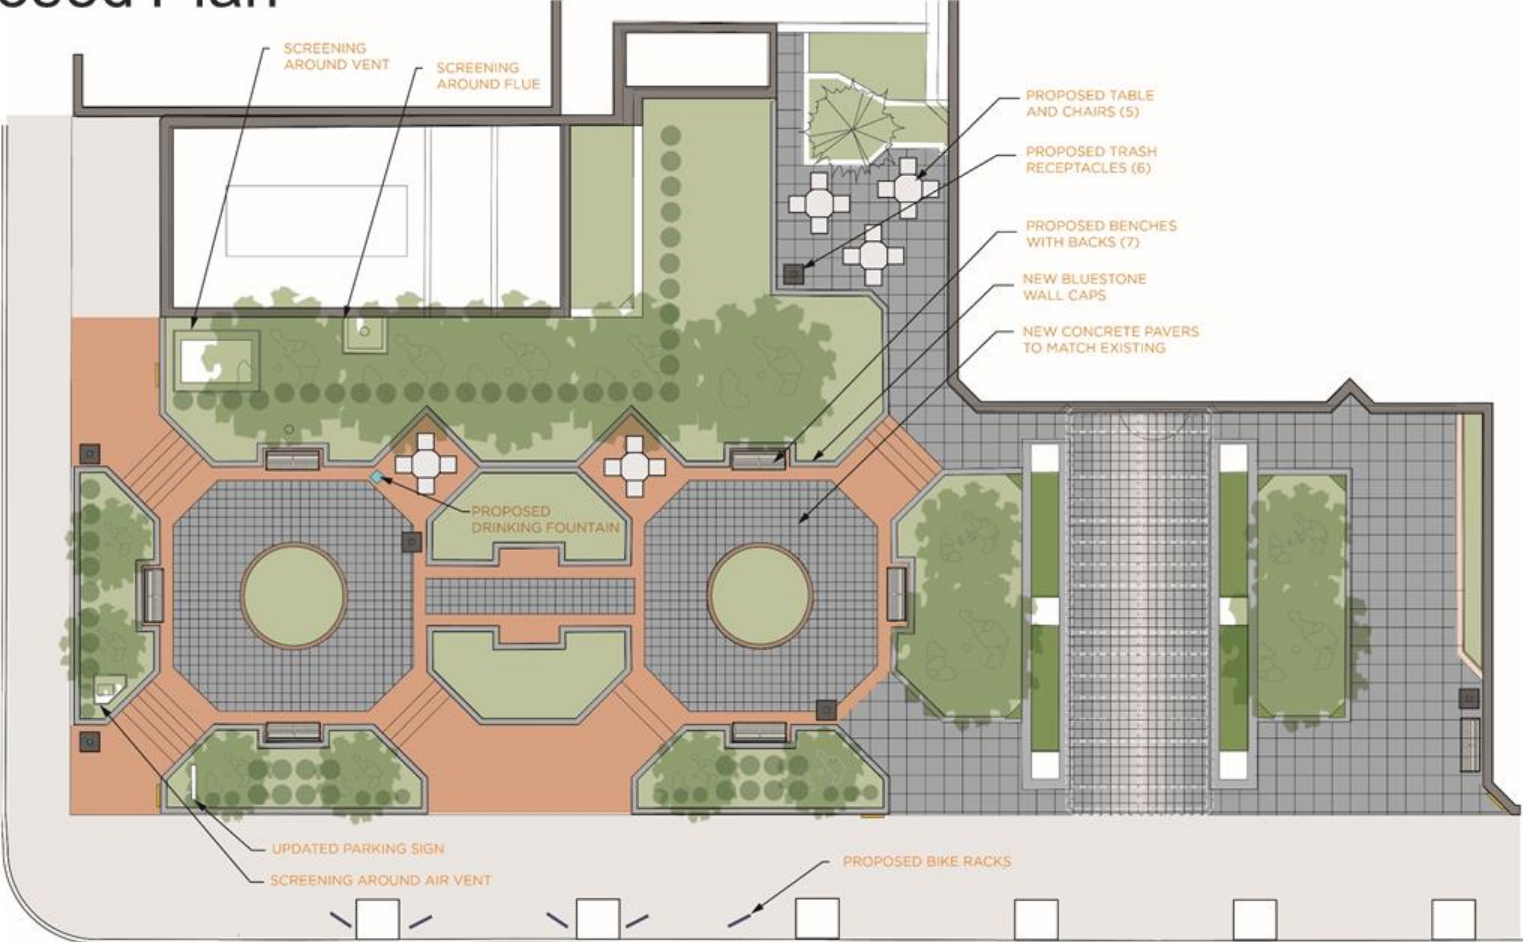 Plan
SCREENING
AROUND VENT
SCREENING
AROUND FLUE
PROPOSED TABLE
AND CHAIRS (5)
PROPOSED TRASH
RECEPTACLES (6)
PROPOSED BENCHES
WITH BACKS (7)
NEW BLUESTONE
WALL CAPS
NEW CONCRETE PAVERS
TO MATCH EXISTING
PROPOSED
DRINKING FOUNTAIN
UPDATED PARKING SIGN
SCREENING AROUND AIR VENT
PROPOSED BIKE RACKS